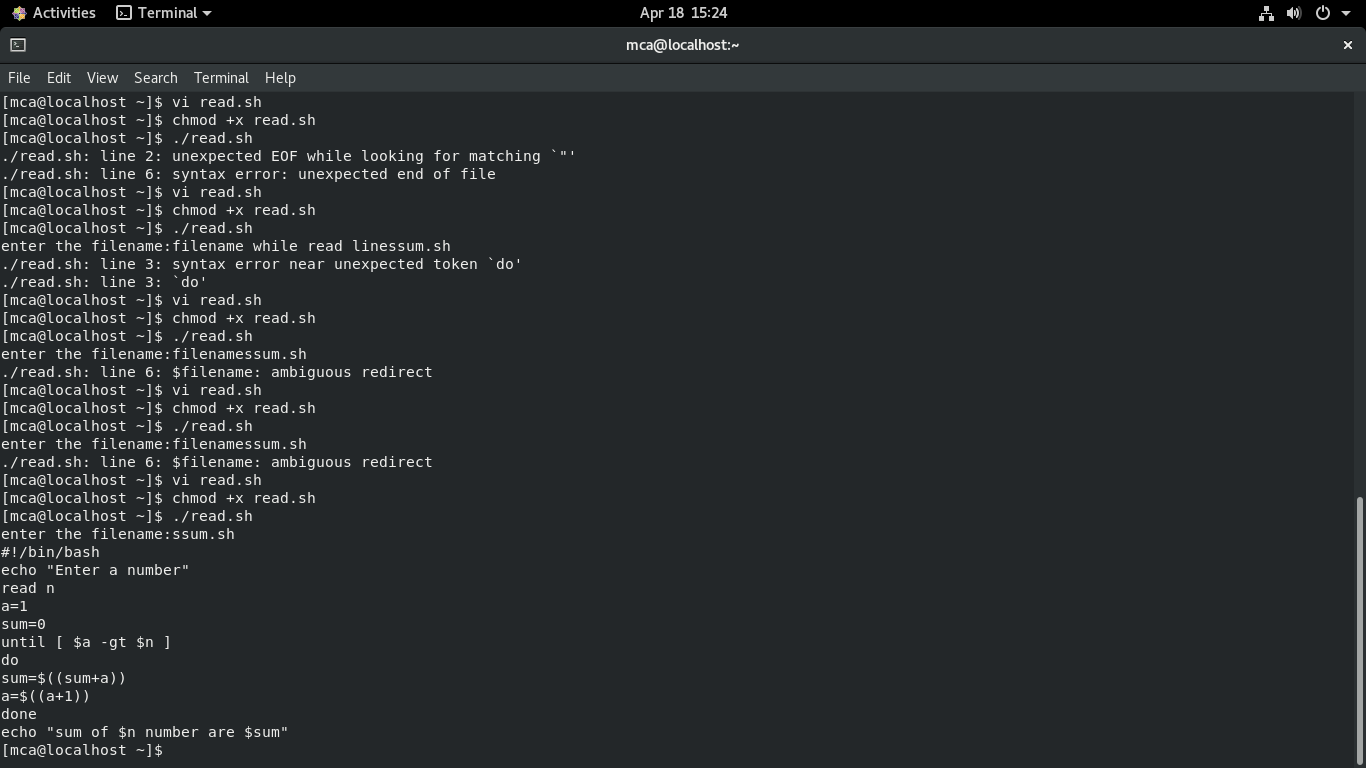 Activities Terminal Apr 18 15:24
mca@localhost:~ ×
File Edit View Search Terminal Help
[mca@localhost ~]$ vi read.sh
[mca@localhost ~]$ chmod +x read.sh
[mca@localhost ~]$ ./read.sh
./read.sh: line 2: unexpected EOF while looking for matching `"'
./read.sh: line 6: syntax error: unexpected end of file
[mca@localhost ~]$ vi read.sh
[mca@localhost ~]$ chmod +x read.sh
[mca@localhost ~]$ ./read.sh
enter the filename:filename while read linessum.sh
./read.sh: line 3: syntax error near unexpected token `do'
./read.sh: line 3: `do'
[mca@localhost ~]$ vi read.sh
[mca@localhost ~]$ chmod +x read.sh
[mca@localhost ~]$ ./read.sh
enter the filename:filenamessum.sh
./read.sh: line 6: $filename: ambiguous redirect
[mca@localhost ~]$ vi read.sh
[mca@localhost ~]$ chmod +x read.sh
[mca@localhost ~]$ ./read.sh
enter the filename:filenamessum.sh
./read.sh: line 6: $filename: ambiguous redirect
[mca@localhost ~]$ vi read.sh
[mca@localhost ~]$ chmod +x read.sh
[mca@localhost ~]$ ./read.sh
enter the filename:ssum.sh
#!/bin/bash
echo "Enter a number"
read n
a=1
sum=0
until [ $a -gt $n ]
do
sum=$((sum+a))
a=$((a+1))
done
echo "sum of $n number are $sum"
[mca@localhost ~]$